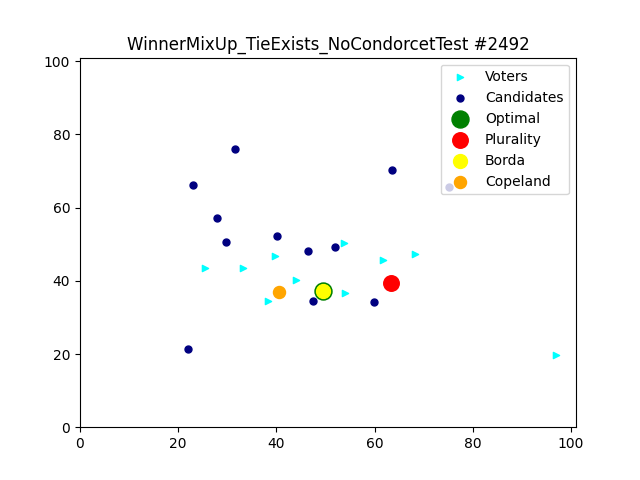 WinnerMixUp_TieExists_NoCondorcetTest #2492
100
80
60
40
20
0
0 20 40 60 80 100
Voters
Candidates
Optimal
Plurality
Borda
Copeland